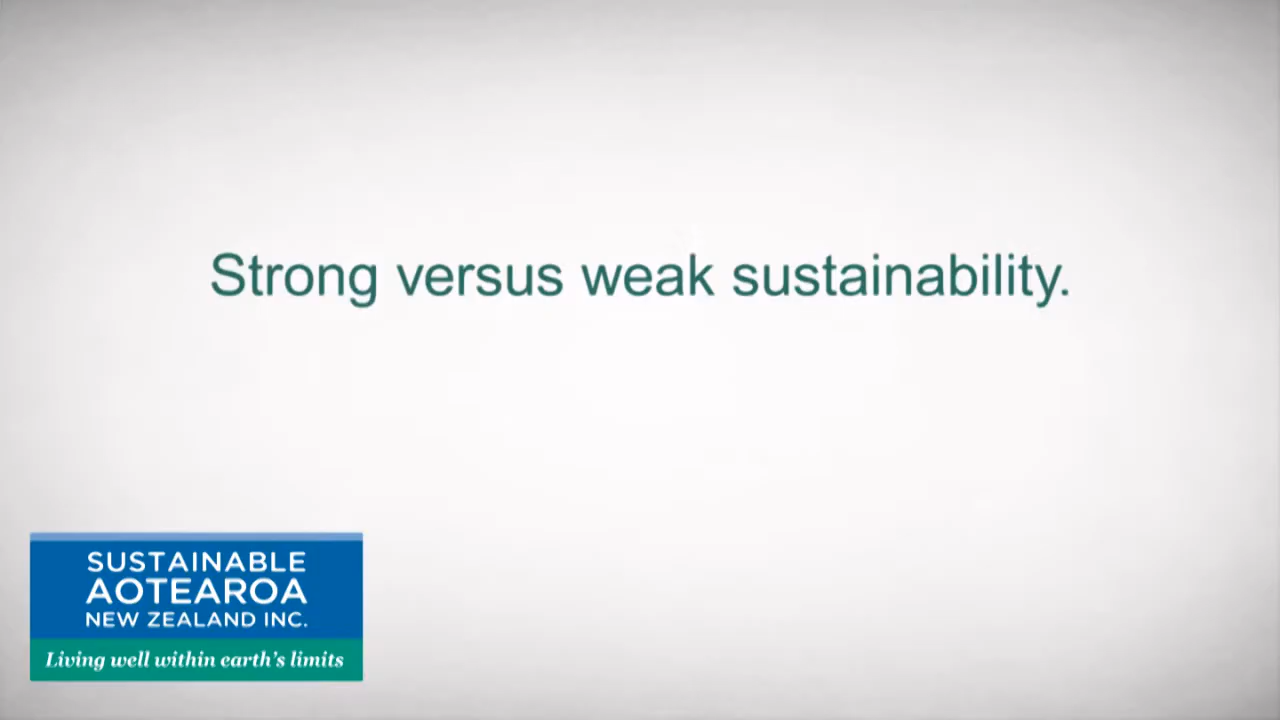 Strong versus weak sustainability.
SUSTAINABLE
AOTEAROA
NEW ZEALAND INC.
Living well within earth's limits